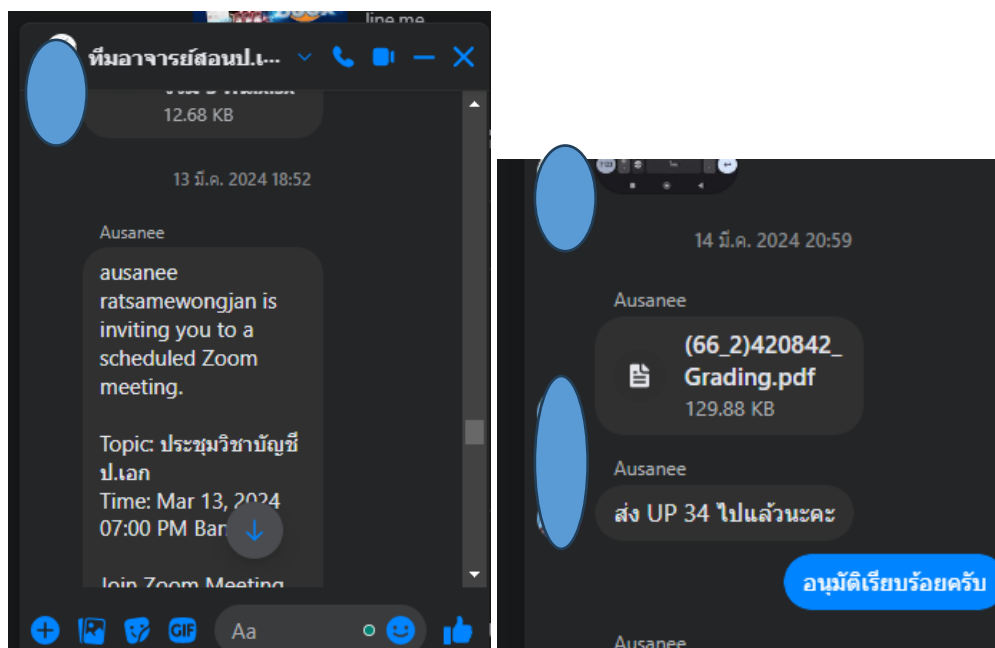 line me
ทีมอาจารย์สอนป.เ...
12.68 KB
13 มี.ค. 2024 18:52
Ausanee
ausanee
ratsamewongjan is
inviting you to a
scheduled Zoom
meeting.
Topic: ประชุมวิชาบัญชี
ป.เอก
Time: Mar 13, 2024
07:00 PM Ban
Join Zoom Meeting
GIF
Aa
14 มี.ค. 2024 20:59
Ausanee
(66_2)420842_
Grading.pdf
129.88 KB
Ausanee
ส่ง UP 34 ไปแล้วนะคะ
อนุมัติเรียบร้อยครับ
Ausanee